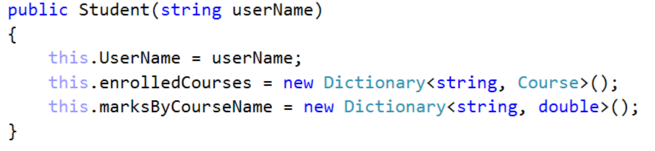 public Student(string userName)
{
    this.UserName = userName;
    this.enrolledCourses = new Dictionary<string, Course>();
    this.marksByCourseName = new Dictionary<string, double>();
}